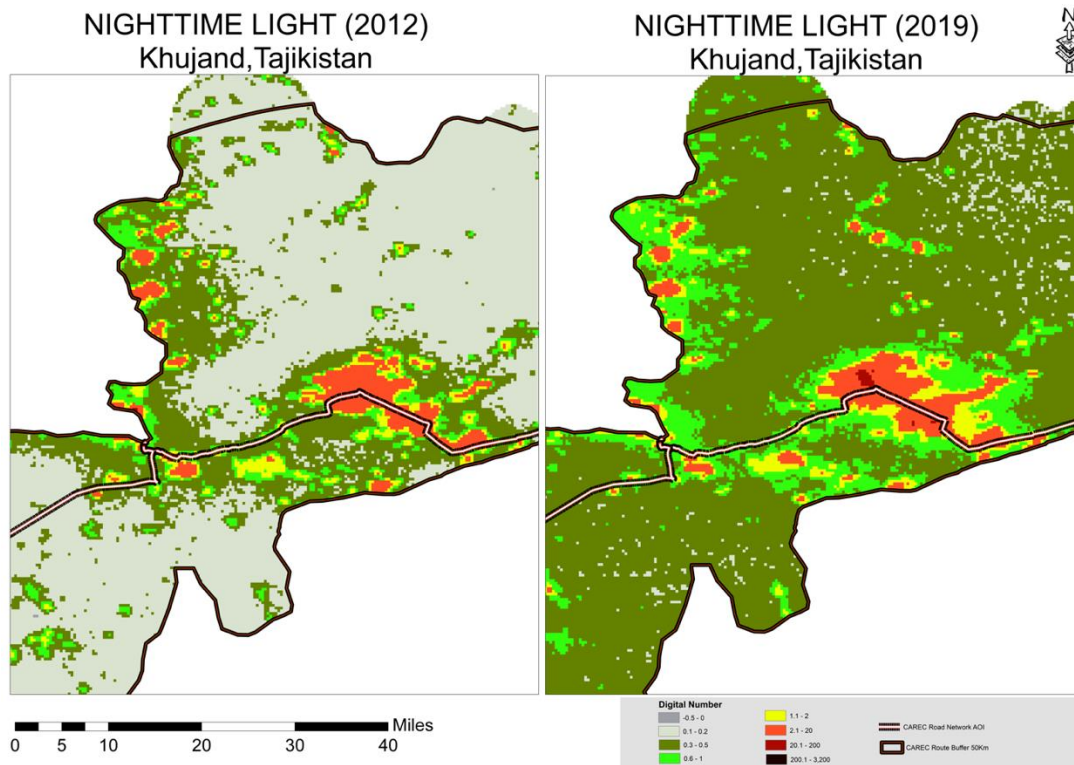 NIGHTTIME LIGHT (2012)
Khujand,Tajikistan
NIGHTTIME LIGHT (2019)
Khujand,Tajikistan
N
Miles
0 5 10 20 30 40
Digital Number
-0.5 - 0
0.1 - 0.2
0.3 - 0.5
0.6 - 1
1.1 - 2
2.1 - 20
20.1 - 200
200.1 - 3,200
CAREC Road Network AOI
CAREC Route Buffer 50Km